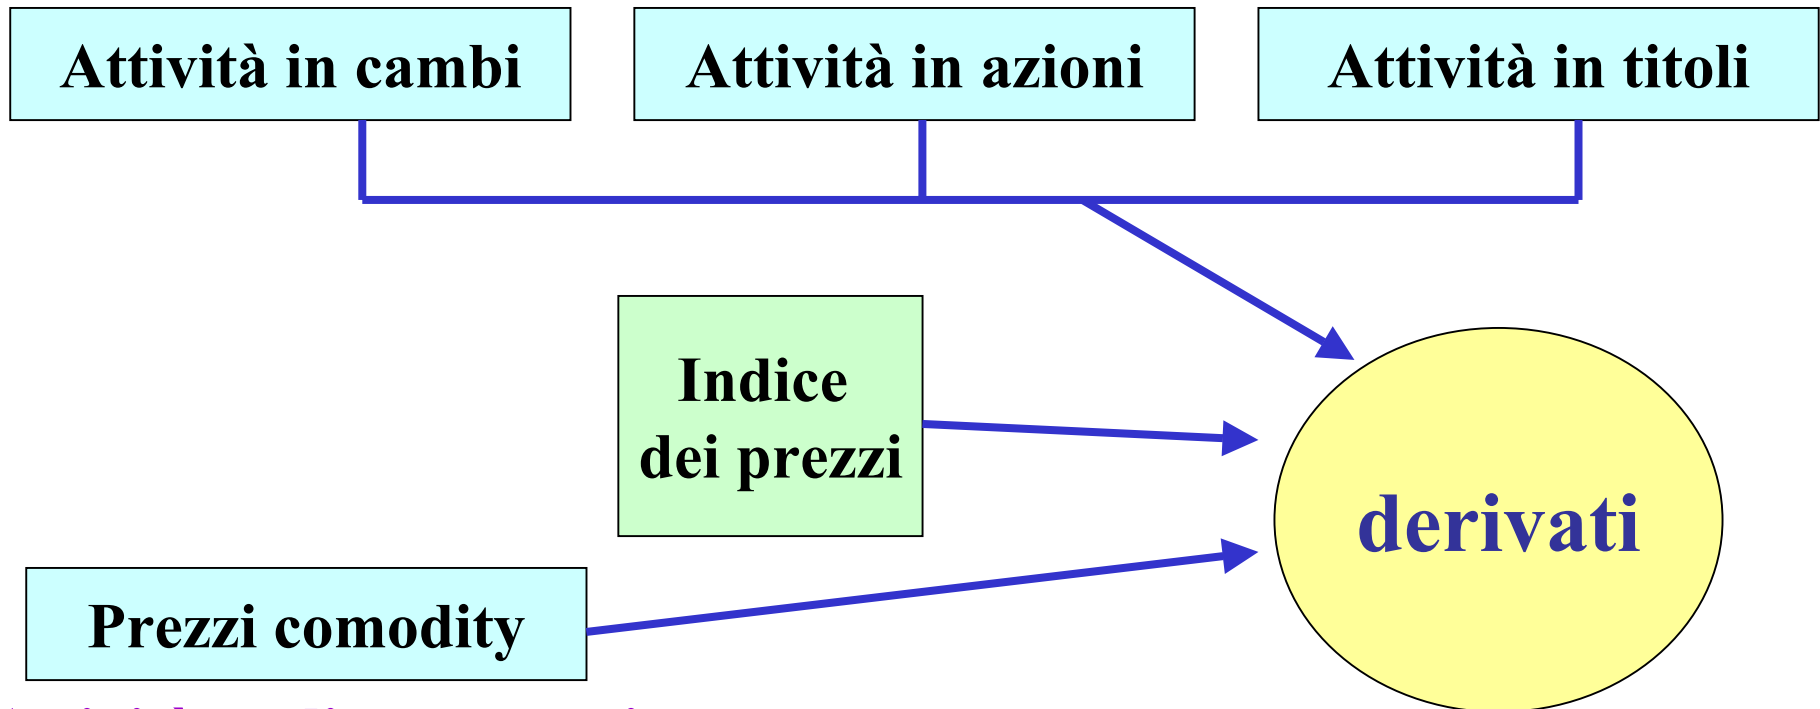 Attività in cambi
Attività in azioni
Attività in titoli
Indice
dei prezzi
derivati
Prezzi comodity